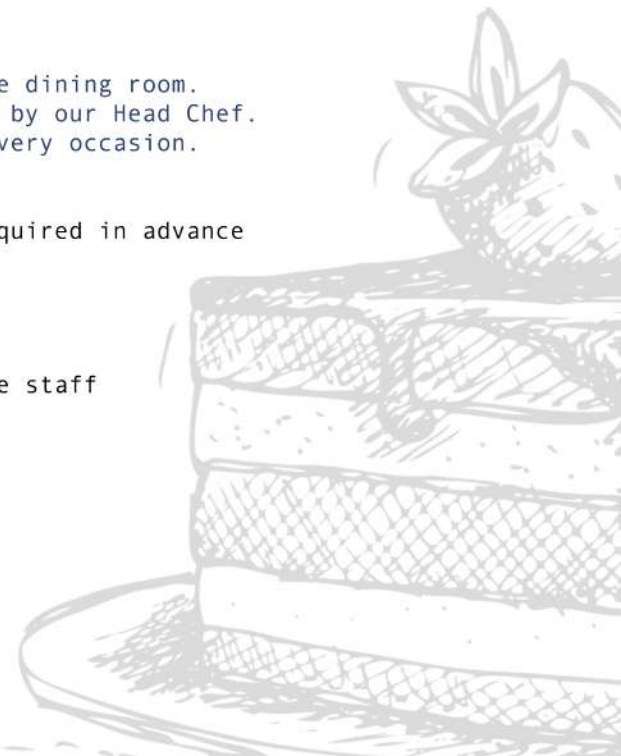 e dining room.
by our Head Chef.
very occasion.
quired in advance
e staff